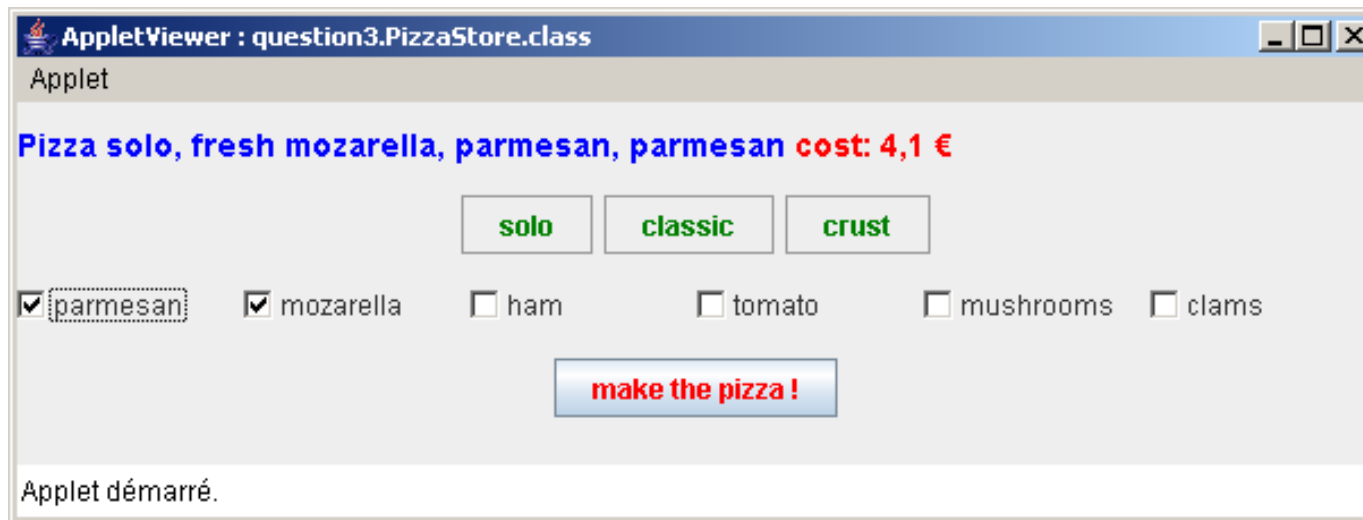 AppletViewer : question3.PizzaStore.class
Applet
Pizza solo, fresh mozarella, parmesan, parmesan cost: 4,1 €
solo classic crust
parmesan mozarella ham tomato mushrooms clams
make the pizza !
Applet démarré.